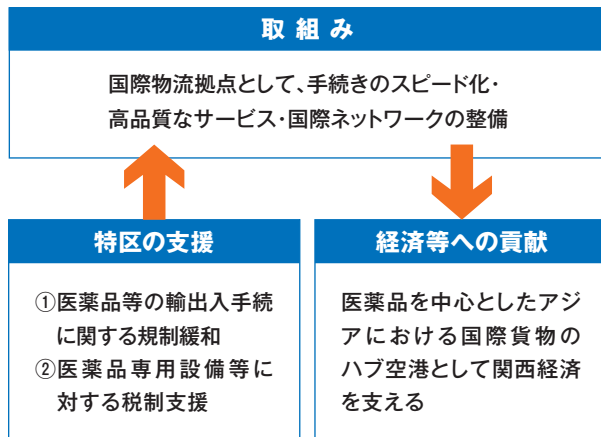 取組み
国際物流拠点として、手続きのスピード化・
高品質なサービス・国際ネットワークの整備
特区の支援
①医薬品等の輸出入手続
に関する規制緩和
②医薬品専用設備等に
対する税制支援
経済等への貢献
医薬品を中心としたアジ
アにおける国際貨物の
ハブ空港として関西経済
を支える